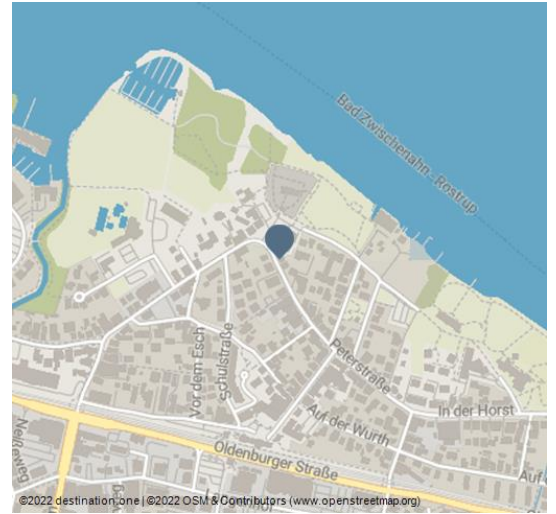 Bad Zwischenahn - Rostrup
Vor dem Esch
Schulstraße
Peterstraße
In der Horst
Auf der Wurth
Oldenburger Straße
©2022 destination.one | ©2022 OSM & Contributors (www.openstreetmap.org)